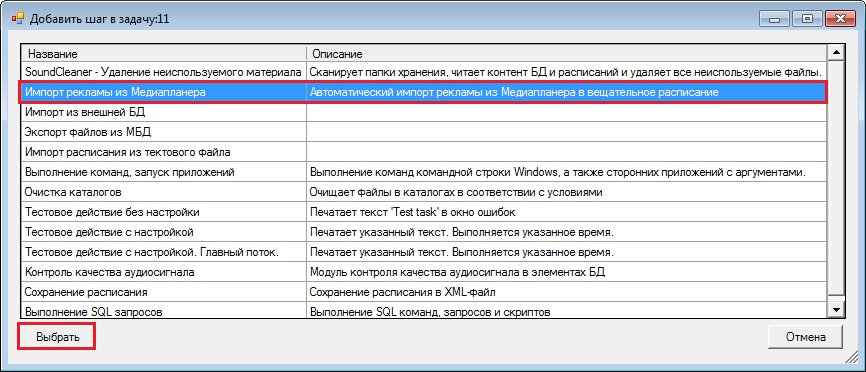 Добавить шаг в задачу:11
Название Описание
SoundCleaner - Удаление неиспользуемого материала Сканирует папки хранения, читает контент БД и расписаний и удаляет все неиспользуемые файлы.
Импорт рекламы из Медиапланера Автоматический импорт рекламы из Медиапланера в вещательное расписание
Импорт из внешней БД
Экспорт файлов из МБД
Импорт расписания из тектового файла
Выполнение команд, запуск приложений Выполнение команд командной строки Windows, а также сторонних приложений с аргументами.
Очистка каталогов Очищает файлы в каталогах в соответствии с условиями
Тестовое действие без настройки Печатает текст 'Test task' в окно ошибок
Тестовое действие с настройкой Печатает указанный текст. Выполняется указанное время.
Тестовое действие с настройкой. Главный поток. Печатает указанный текст. Выполняется указанное время.
Контроль качества аудиосигнала Модуль контроля качества аудиосигнала в элементах БД
Сохранение расписания Сохранение расписания в XML-Файл
Выполнение SQL запросов Выполнение SQL команд, запросов и скриптов
Выбрать Отмена